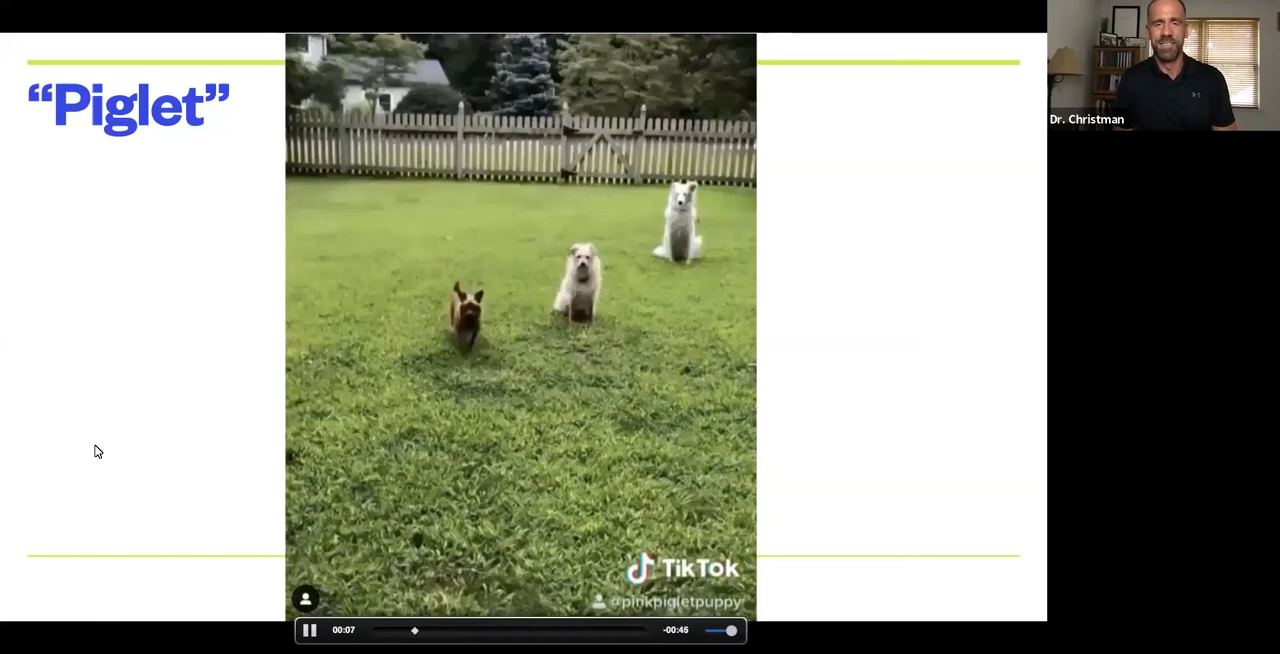 “Piglet”
Dr. Christman
TikTok
@pinkpigletpuppy
00:07
-00:45